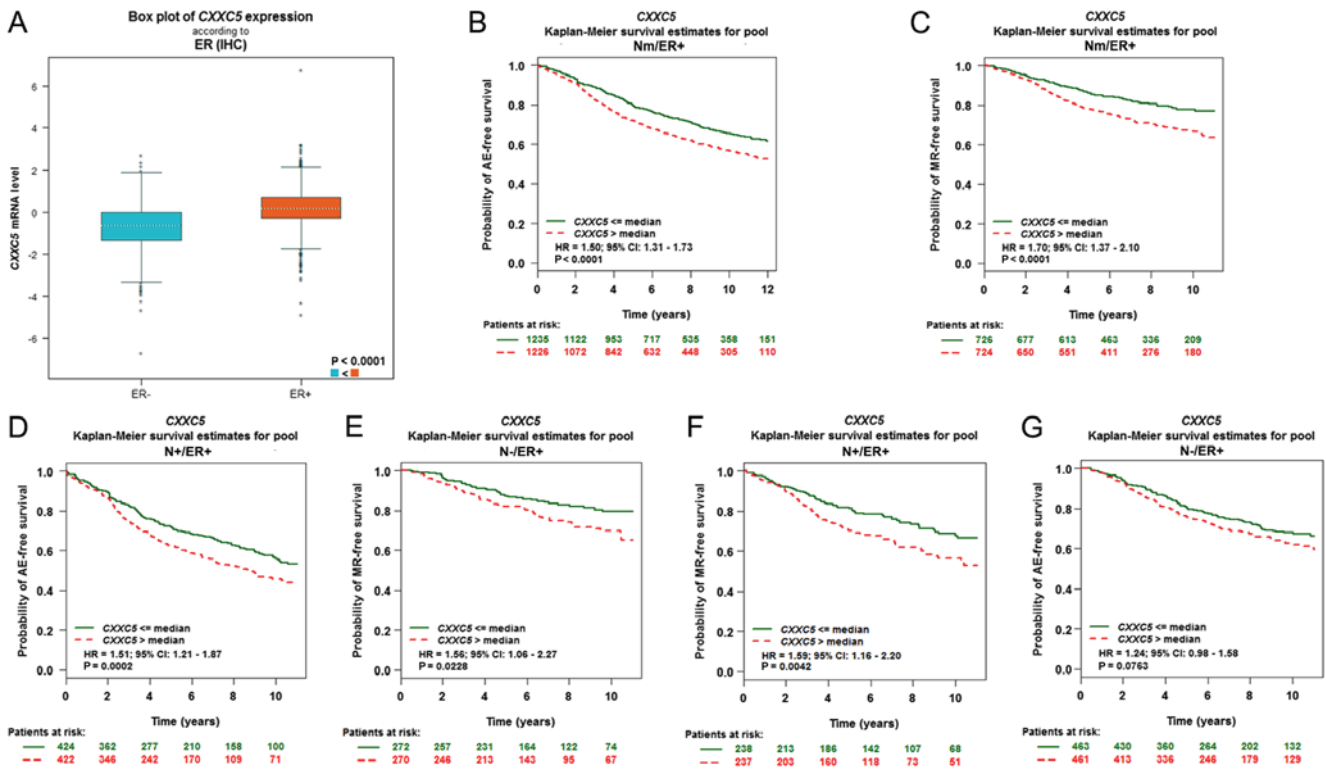 A
Box plot of CXXC5 expression
according to
ER (IHC)
CXXC5 mRNA level
6
4
2
0
-2
-4
-6
P < 0.0001
<
ER-
ER+
B
CXXC5
Kaplan-Meier survival estimates for pool
Nm/ER+
Probability of AE-free survival
1.0
0.8
0.6
0.4
0.2
0.0
CXXC5 <= median
CXXC5 > median
HR = 1.50; 95% CI: 1.31 - 1.73
P < 0.0001
0 2 4 6 8 10 12
Time (years)
Patients at risk:
1235 1122 953 717 535 358 151
1226 1072 842 632 448 305 110
C
CXXC5
Kaplan-Meier survival estimates for pool
Nm/ER+
Probability of MR-free survival
1.0
0.8
0.6
0.4
0.2
0.0
CXXC5 <= median
CXXC5 > median
HR = 1.70; 95% CI: 1.37 - 2.10
P < 0.0001
0 2 4 6 8 10
Time (years)
Patients at risk:
726 677 613 463 336 209
724 650 551 411 276 180
D
CXXC5
Kaplan-Meier survival estimates for pool
N+/ER+
Probability of AE-free survival
1.0
0.8
0.6
0.4
0.2
0.0
CXXC5 <= median
CXXC5 > median
HR = 1.51; 95% CI: 1.21 - 1.87
P = 0.0002
0 2 4 6 8 10
Time (years)
Patients at risk:
424 362 277 210 158 100
422 346 242 170 109 71
E
CXXC5
Kaplan-Meier survival estimates for pool
N-/ER+
Probability of MR-free survival
1.0
0.8
0.6
0.4
0.2
0.0
CXXC5 <= median
CXXC5 > median
HR = 1.56; 95% CI: 1.06 - 2.27
P = 0.0228
0 2 4 6 8 10
Time (years)
Patients at risk:
272 257 231 164 122 74
270 246 213 143 95 67
F
CXXC5
Kaplan-Meier survival estimates for pool
N+/ER+
Probability of MR-free survival
1.0
0.8
0.6
0.4
0.2
0.0
CXXC5 <= median
CXXC5 > median
HR = 1.59; 95% CI: 1.16 - 2.20
P = 0.0042
0 2 4 6 8 10
Time (years)
Patients at risk:
238 213 186 142 107 68
237 203 160 118 73 51
G
CXXC5
Kaplan-Meier survival estimates for pool
N-/ER+
Probability of AE-free survival
1.0
0.8
0.6
0.4
0.2
0.0
CXXC5 <= median
CXXC5 > median
HR = 1.24; 95% CI: 0.98 - 1.58
P = 0.0763
0 2 4 6 8 10
Time (years)
Patients at risk:
463 430 360 264 202 132
461 413 336 246 179 129